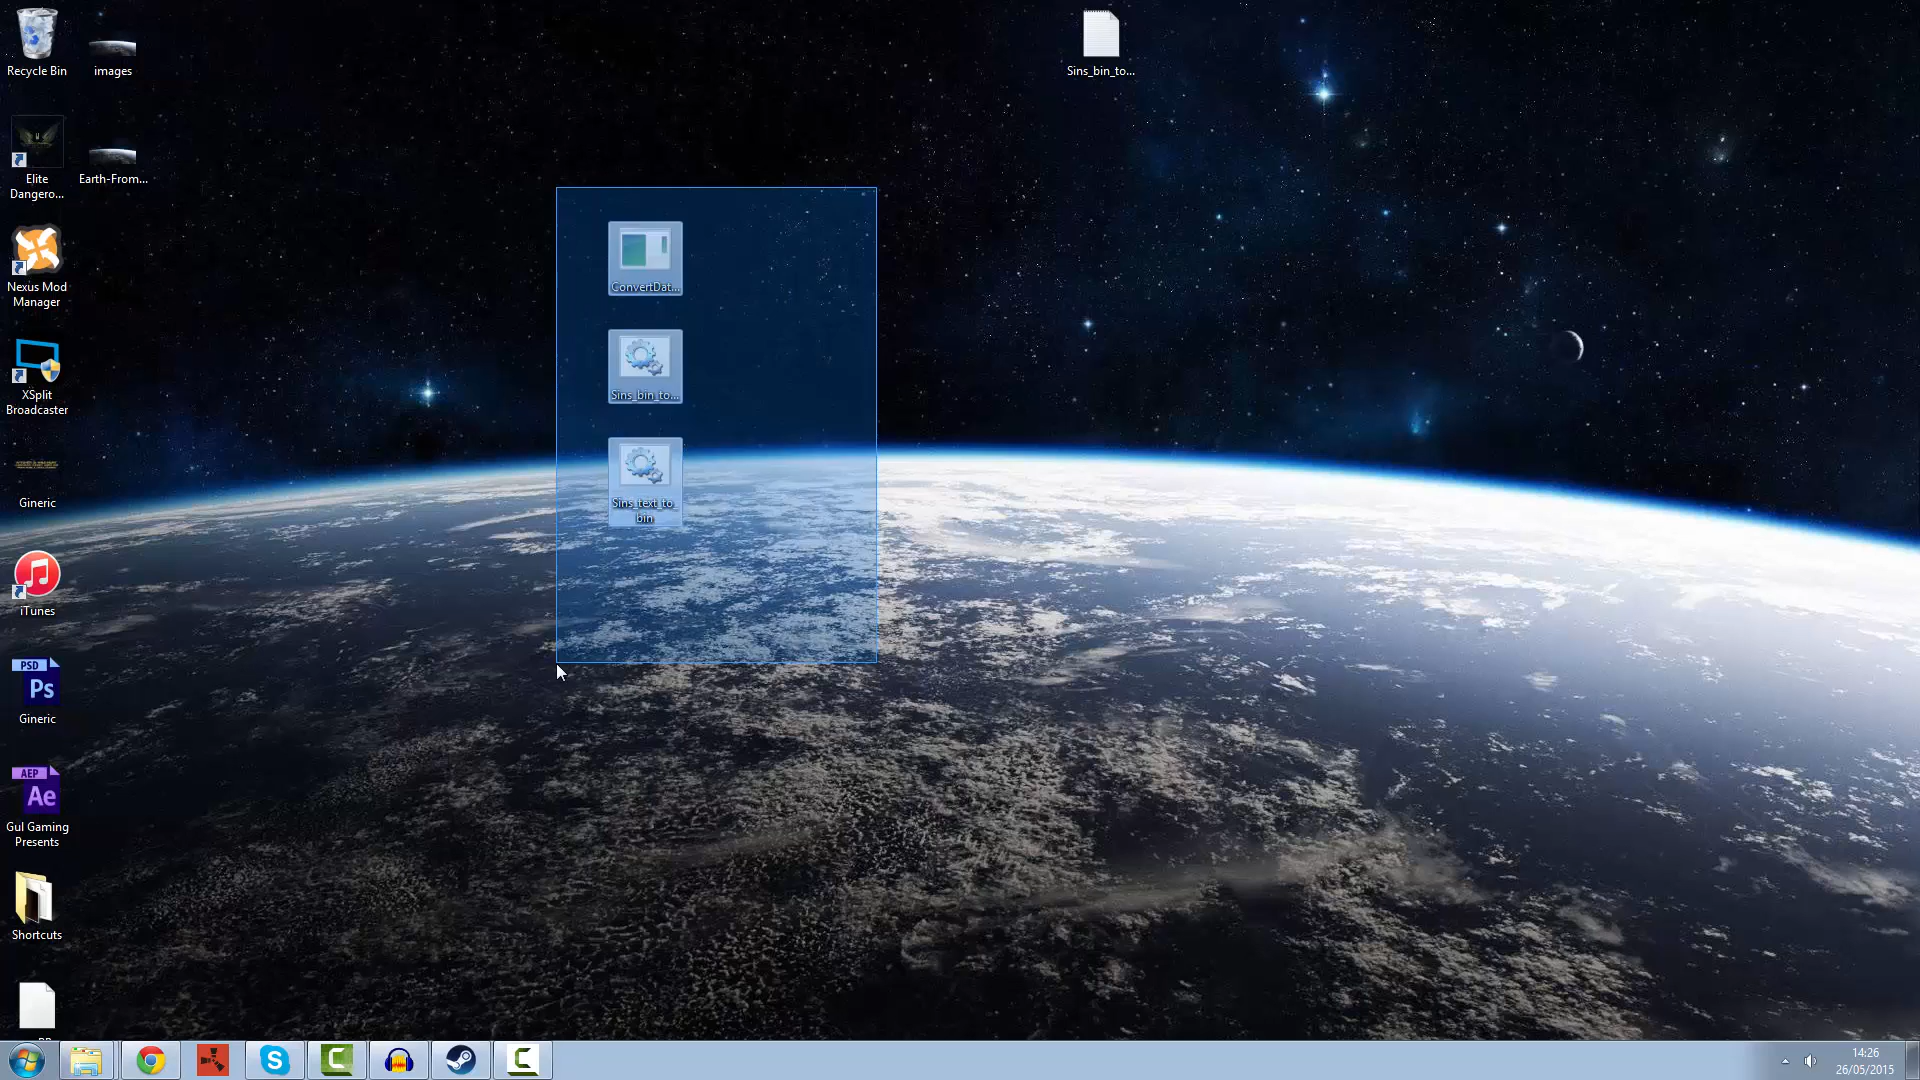 Recycle Bin
images
Sins_bin_to...
Elite
Dangero...
Earth-From...
Nexus Mod
Manager
ConvertDat...
XSplit
Broadcaster
Sins_bin_to...
Gineric
Sins_text_to_
bin
iTunes
PSD
Ps
Gineric
AEP
Ae
Gul Gaming
Presents
Shortcuts
14:26
26/05/2015